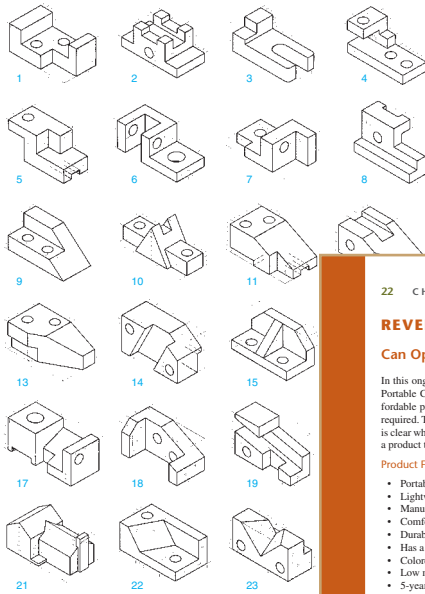 1 2 3 4
5 6 7 8
9 10 11
13 14 15
17 18 19
21 22 23
22 C H
REVE
Can Op
In this ong
Portable C
fordable p
required. T
is clear wh
a product t
Product F
• Portab
• Lightw
• Manu
• Comfo
• Durab
• Has a
• Color
• Low m
• 5-year